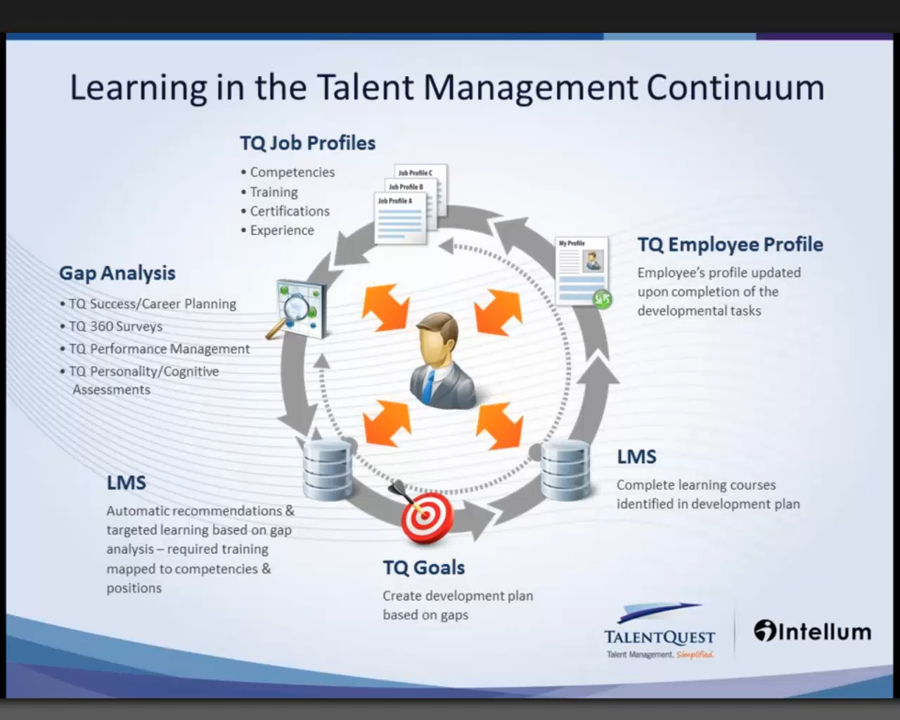 Learning in the Talent Management Continuum
TQ Job Profiles
• Competencies
• Training
• Certifications
• Experience
Job Profile C
Job Profile B
Job Profile A
My Profile
TQ Employee Profile
Employee's profile updated
upon completion of the
developmental tasks
Gap Analysis
• TQ Success/Career Planning
• TQ 360 Surveys
• TQ Performance Management
• TQ Personality/Cognitive
Assessments
LMS
Automatic recommendations &
targeted learning based on gap
analysis – required training
mapped to competencies &
positions
TQ Goals
Create development plan
based on gaps
LMS
Complete learning courses
identified in development plan
TALENTQUEST
Talent Management, Simplified.
Intellum